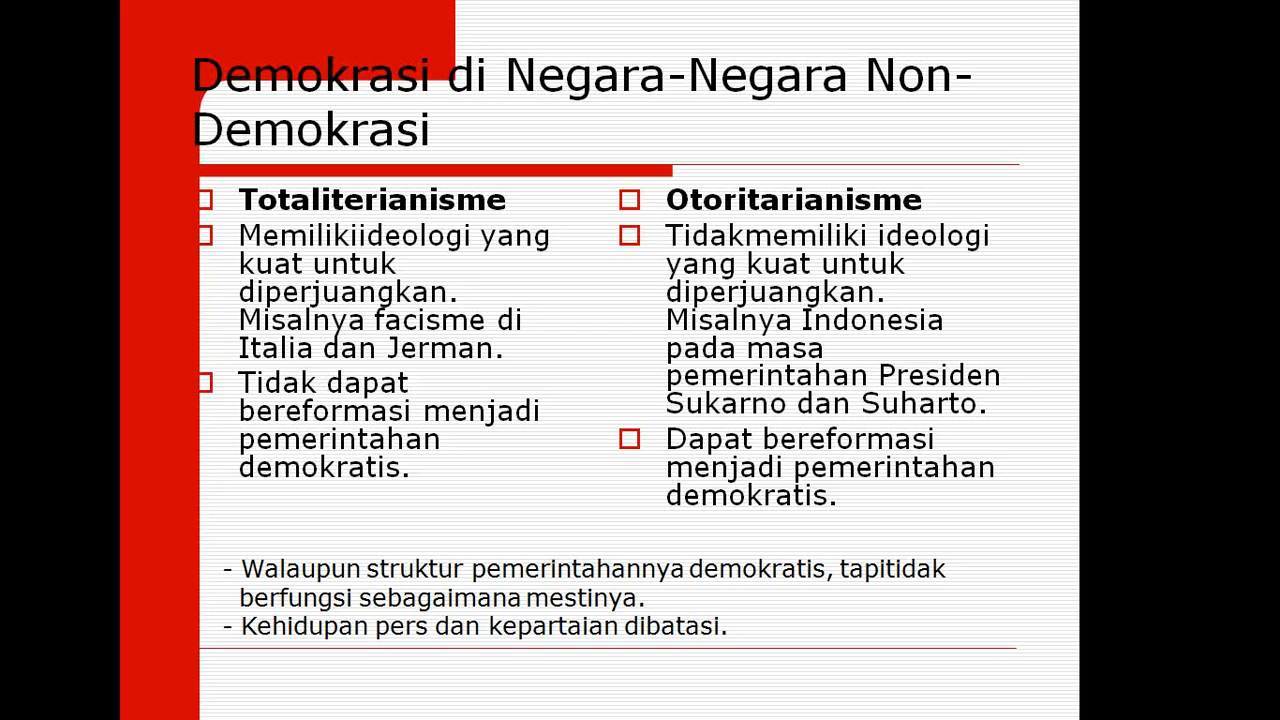 Demokrasi di Negara-Negara Non-
Demokrasi
Totaliterianisme
Memilikiideologi yang
kuat untuk
diperjuangkan.
Misalnya facisme di
Italia dan Jerman.
Tidak dapat
bereformasi menjadi
pemerintahan
demokratis.
Otoritarianisme
Tidakmemiliki ideologi
yang kuat untuk
diperjuangkan.
Misalnya Indonesia
pada masa
pemerintahan Presiden
Sukarno dan Suharto.
Dapat bereformasi
menjadi pemerintahan
demokratis.
- Walaupun struktur pemerintahannya demokratis, tapitidak
berfungsi sebagaimana mestinya.
- Kehidupan pers dan kepartaian dibatasi.